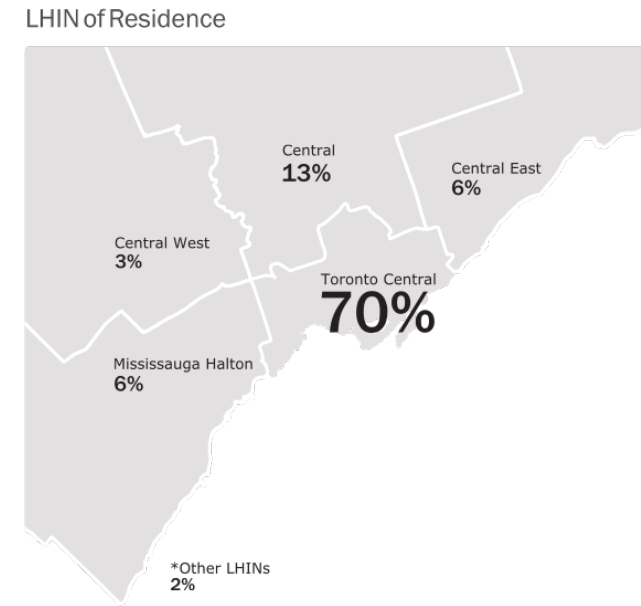 LHIN of Residence
Central
13%
Central East
6%
Central West
3%
Toronto Central
70%
Mississauga Halton
6%
*Other LHINs
2%